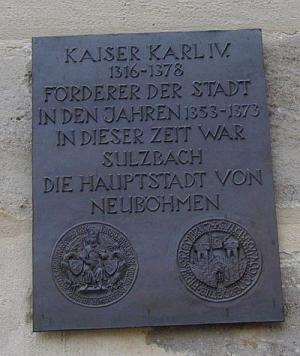 KAISER KARL IV.
1316-1378
FÖRDERER DER STADT
IN DEN JAHREN 1353-1373
IN DIESER ZEIT WAR
SULZBACH
DIE HAUPTSTADT VON
NEUBÖHMEN